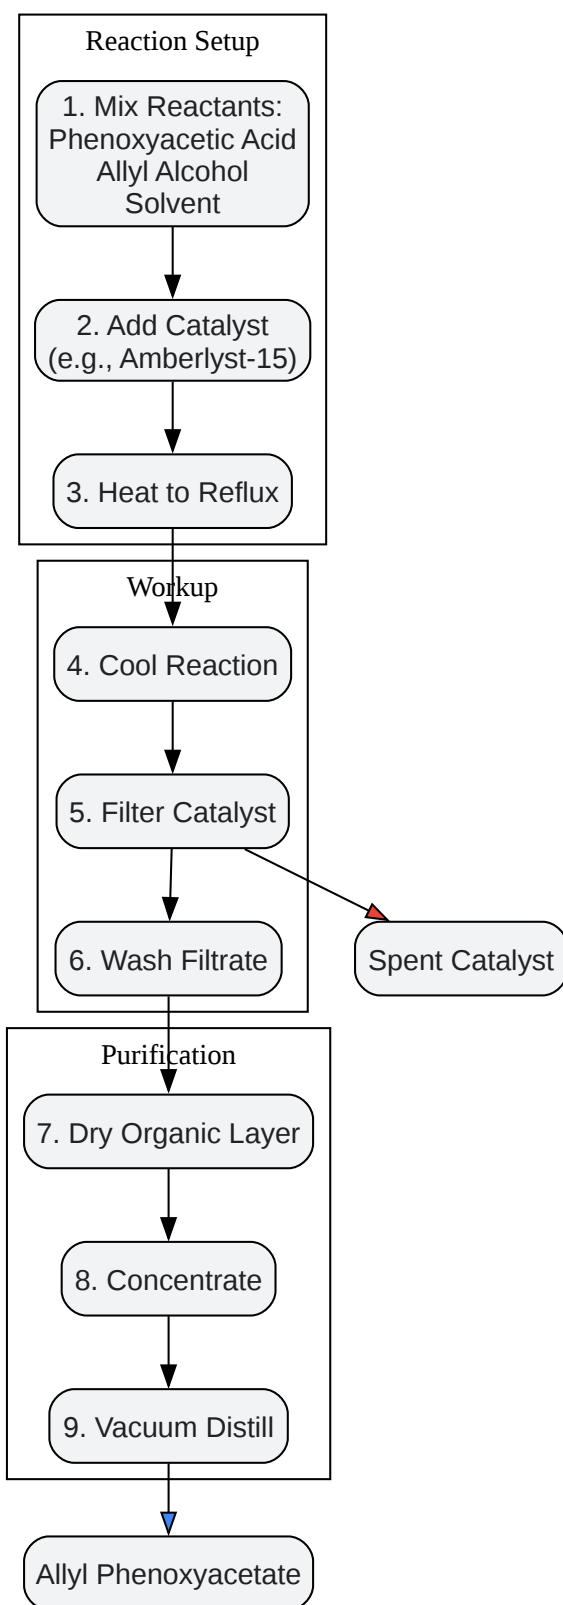 Reaction Setup
1. Mix Reactants:
Phenoxyacetic Acid
Allyl Alcohol
Solvent
2. Add Catalyst
(e.g., Amberlyst-15)
3. Heat to Reflux
Workup
4. Cool Reaction
5. Filter Catalyst
6. Wash Filtrate
Spent Catalyst
Purification
7. Dry Organic Layer
8. Concentrate
9. Vacuum Distill
Allyl Phenoxyacetate